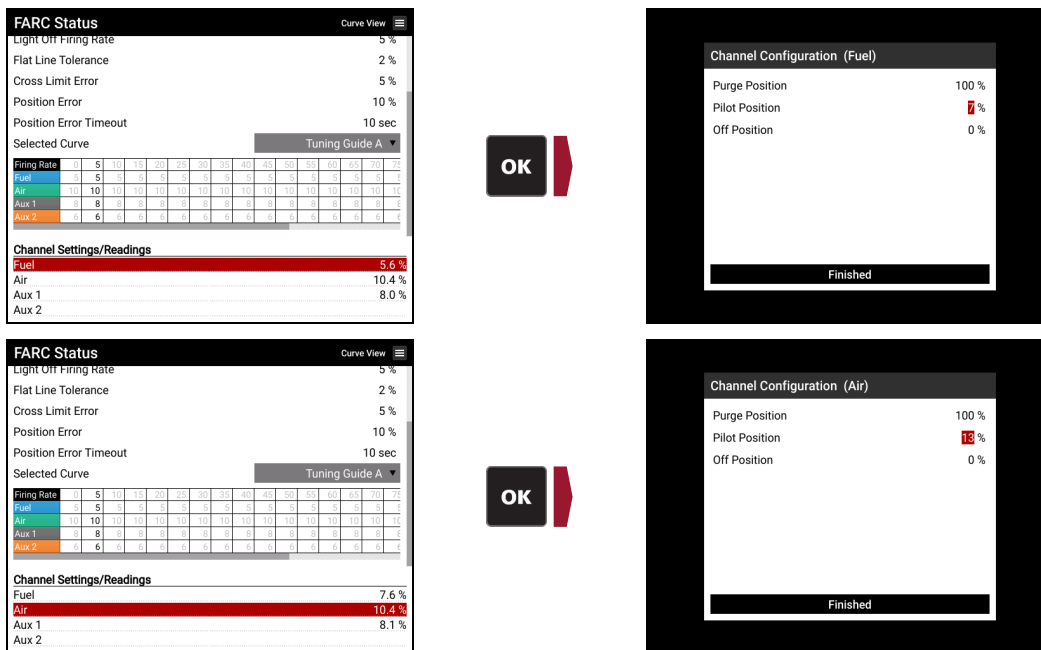 FARC Status Curve View
Light Off Firing Rate 5 %
Flat Line Tolerance 2 %
Cross Limit Error 5 %
Position Error 10 %
Position Error Timeout 10 sec
Selected Curve Tuning Guide A
Firing Rate 0 5 10 15 20 25 30 35 40 45 50 55 60 65 70 75
Fuel 5 5 5 5 5 5 5 5 5 5 5 5 5 5 5 5
Air 10 10 10 10 10 10 10 10 10 10 10 10 10 10 10 10
Aux 1 8 8 8 8 8 8 8 8 8 8 8 8 8 8 8 8
Aux 2 6 6 6 6 6 6 6 6 6 6 6 6 6 6 6 6
Channel Settings/Readings
Fuel 5.6 %
Air 10.4 %
Aux 1 8.0 %
Aux 2
OK
Channel Configuration (Fuel)
Purge Position 100 %
Pilot Position 7 %
Off Position 0 %
Finished
FARC Status Curve View
Light Off Firing Rate 5 %
Flat Line Tolerance 2 %
Cross Limit Error 5 %
Position Error 10 %
Position Error Timeout 10 sec
Selected Curve Tuning Guide A
Firing Rate 0 5 10 15 20 25 30 35 40 45 50 55 60 65 70 75
Fuel 5 5 5 5 5 5 5 5 5 5 5 5 5 5 5 5
Air 10 10 10 10 10 10 10 10 10 10 10 10 10 10 10 10
Aux 1 8 8 8 8 8 8 8 8 8 8 8 8 8 8 8 8
Aux 2 6 6 6 6 6 6 6 6 6 6 6 6 6 6 6 6
Channel Settings/Readings
Fuel 7.6 %
Air 10.4 %
Aux 1 8.1 %
Aux 2
OK
Channel Configuration (Air)
Purge Position 100 %
Pilot Position 13 %
Off Position 0 %
Finished